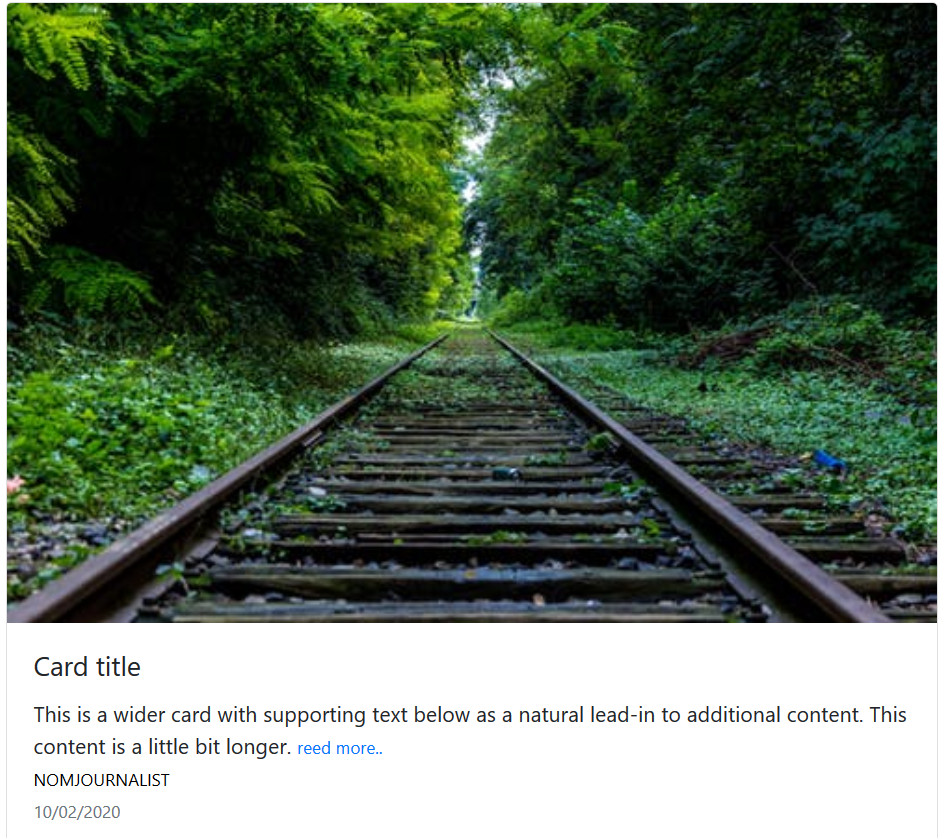 Card title
This is a wider card with supporting text below as a natural lead-in to additional content. This
content is a little bit longer. reed more..
NOMJOURNALIST
10/02/2020